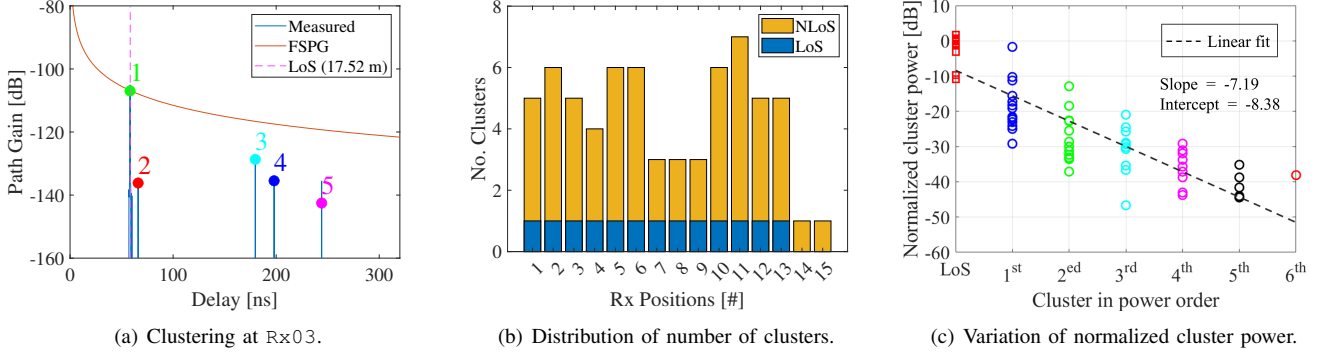 Path Gain [dB]
-80
-100
-120
-140
-160
0
100
200
300
Delay [ns]
Measured
FSPG
LoS (17.52 m)
1
2
3
4
5
(a) Clustering at Rx03.
No. Clusters
8
6
4
2
0
NLoS
LoS
1
2
3
4
5
6
7
8
9
10
11
12
13
14
15
Rx Positions [#]
(b) Distribution of number of clusters.
Normalized cluster power [dB]
10
0
-10
-20
-30
-40
-50
-60
Linear fit
Slope = -7.19
Intercept = -8.38
LoS
1st
2ed
3rd
4th
5th
6th
Cluster in power order
(c) Variation of normalized cluster power.